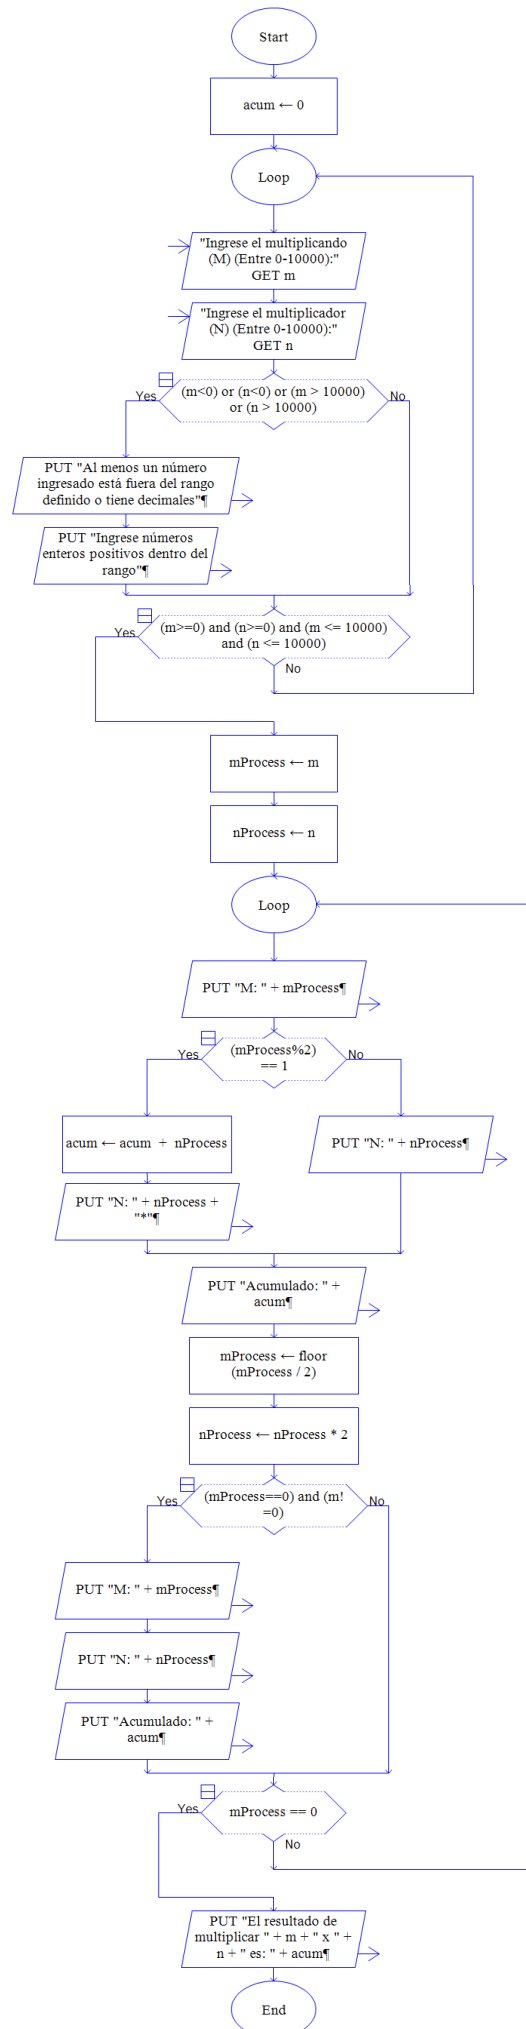 Start
acum ← 0
Loop
"Ingrese el multiplicando
(M) (Entre 0-10000):"
GET m
"Ingrese el multiplicador
(N) (Entre 0-10000):"
GET n
(m<0) or (n<0) or (m > 10000)
or (n > 10000)
Yes
No
PUT "Al menos un número
ingresado está fuera del rango
definido o tiene decimales"¶
PUT "Ingrese números
enteros positivos dentro del
rango"¶
(m>=0) and (n>=0) and (m <= 10000)
and (n <= 10000)
Yes
No
mProcess ← m
nProcess ← n
Loop
PUT "M: " + mProcess¶
(mProcess%2)
== 1
Yes
No
acum ← acum + nProcess
PUT "N: " + nProcess +
"*"¶
PUT "N: " + nProcess¶
PUT "Acumulado: " +
acum¶
mProcess ← floor
(mProcess / 2)
nProcess ← nProcess * 2
(mProcess==0) and (m!
=0)
Yes
No
PUT "M: " + mProcess¶
PUT "N: " + nProcess¶
PUT "Acumulado: " +
acum¶
mProcess == 0
Yes
No
PUT "El resultado de
multiplicar " + m + " x " +
n + " es: " + acum¶
End